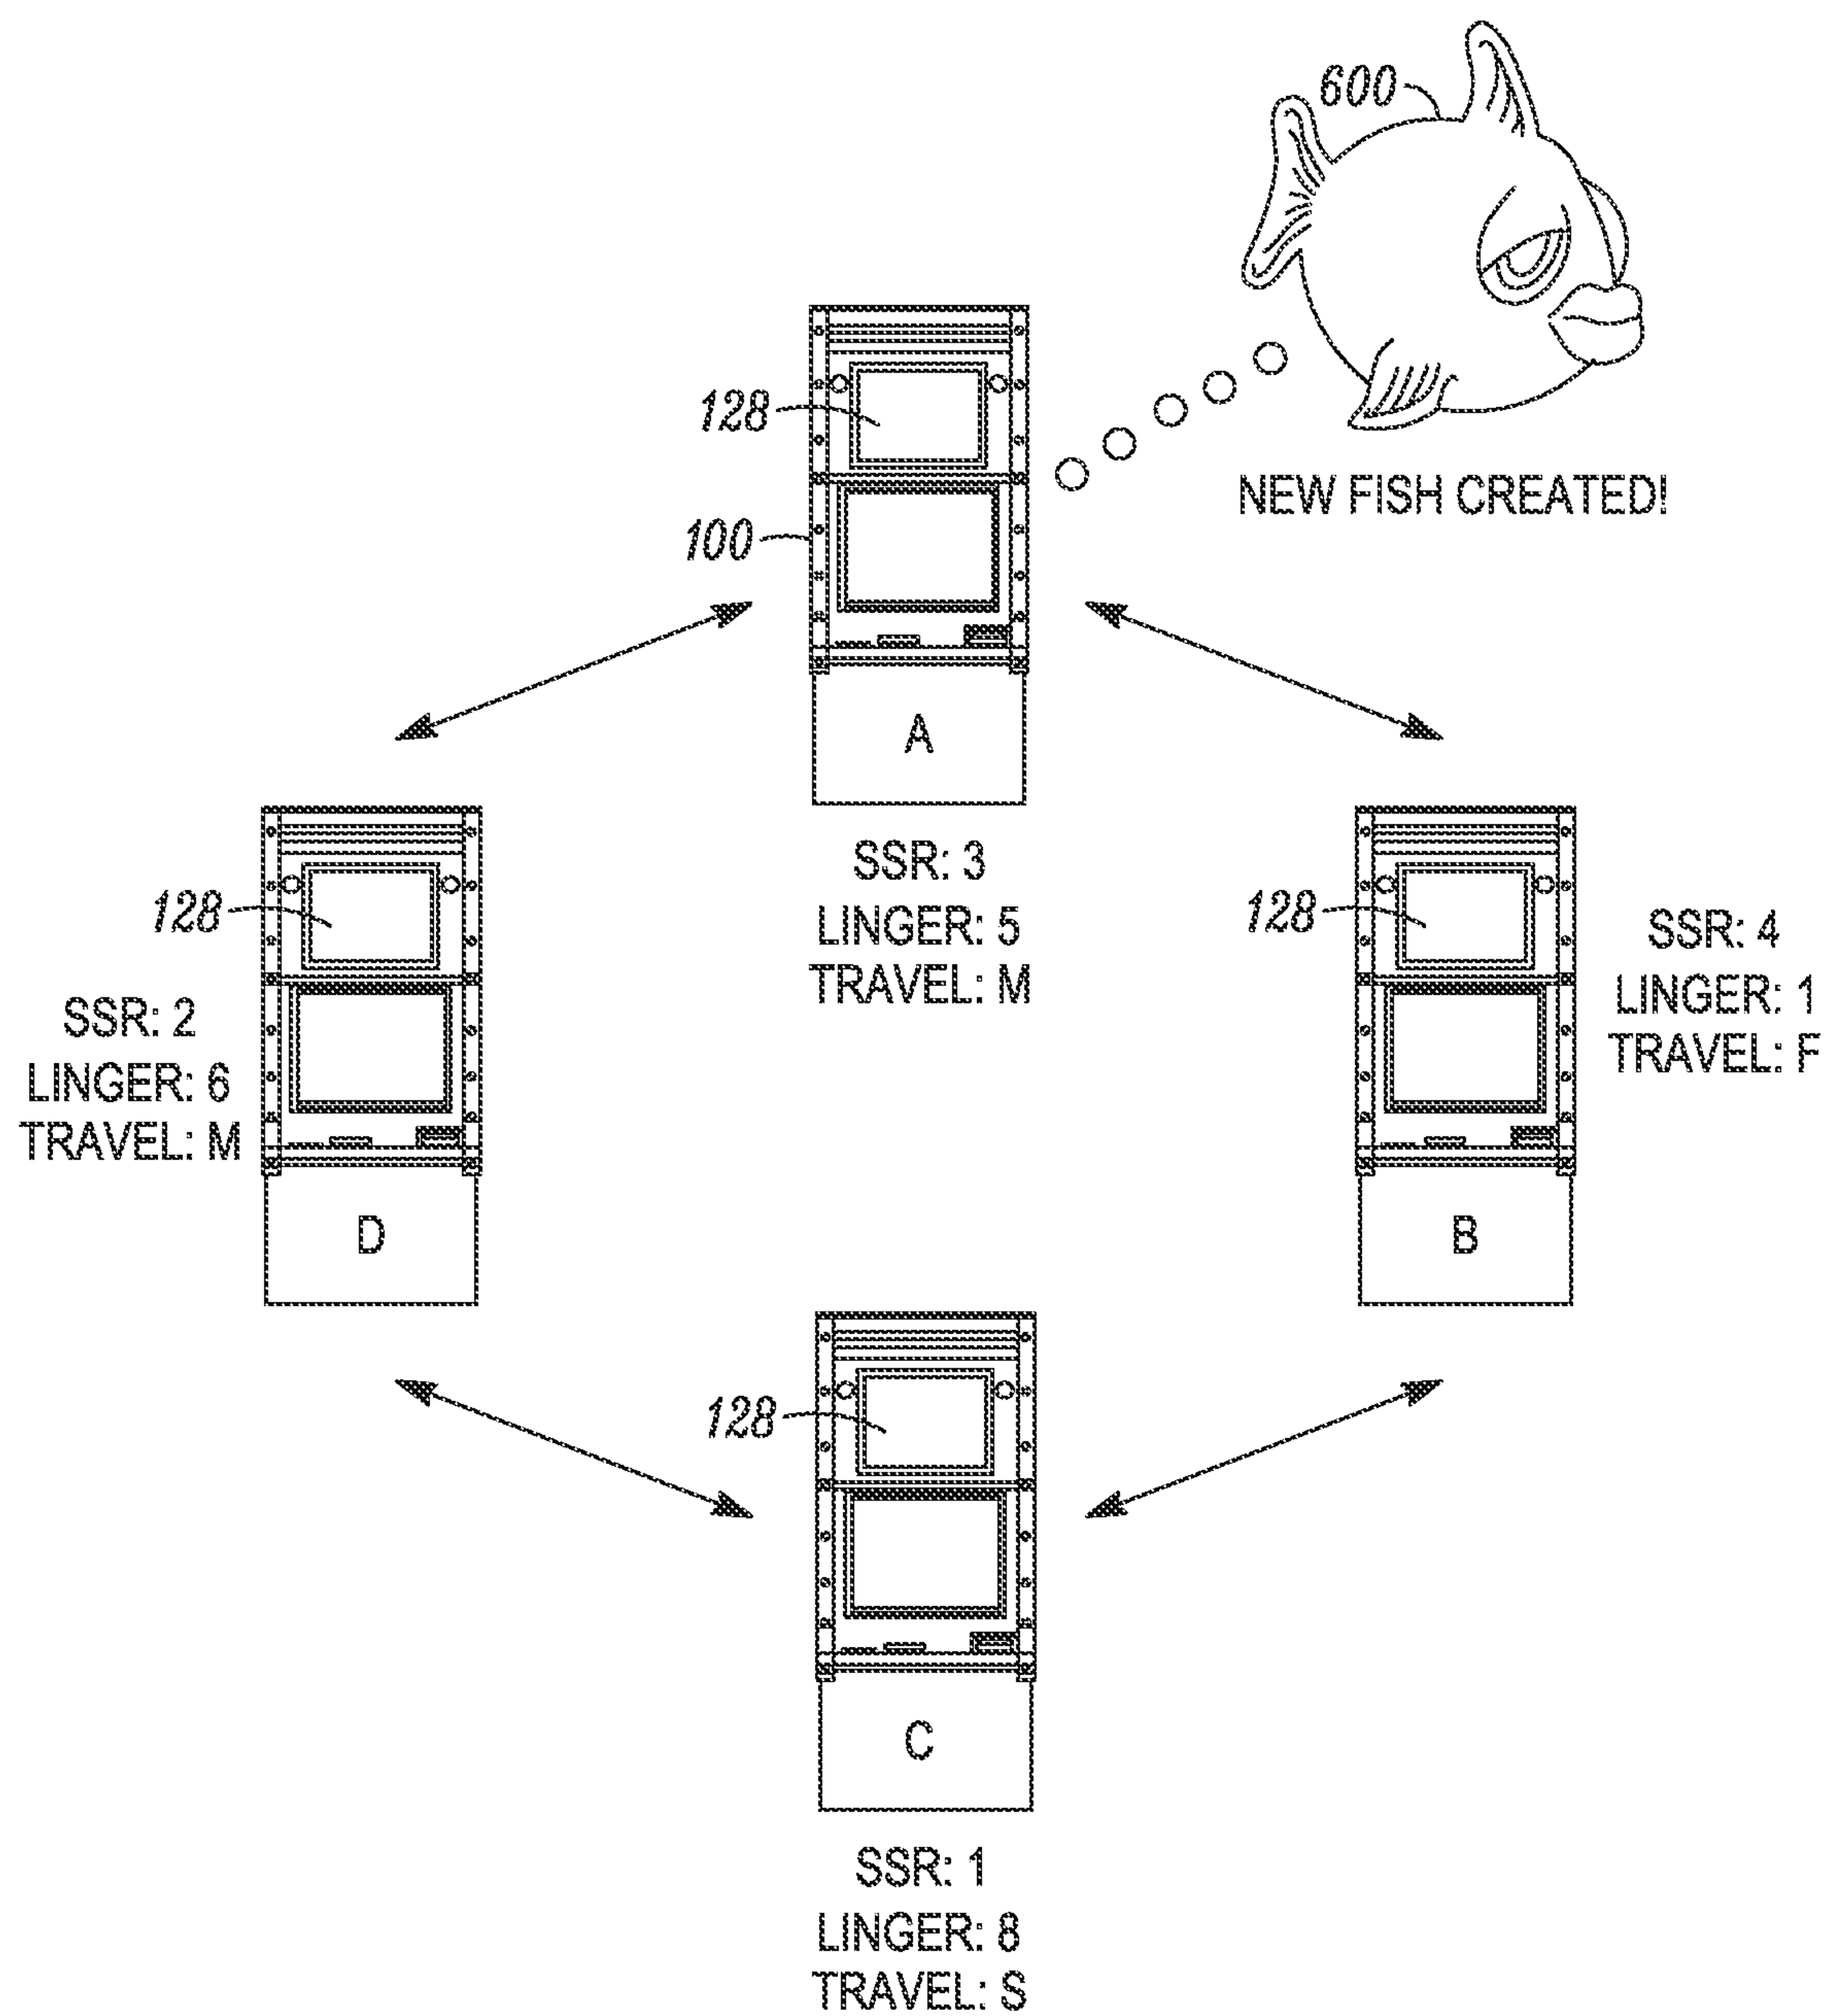 600
128
NEW FISH CREATED!
100
A
SSR: 3
LINGER: 5
TRAVEL: M
128
SSR: 2
LINGER: 6
TRAVEL: M
D
128
SSR: 4
LINGER: 1
TRAVEL: F
B
128
C
SSR: 1
LINGER: 8
TRAVEL: S